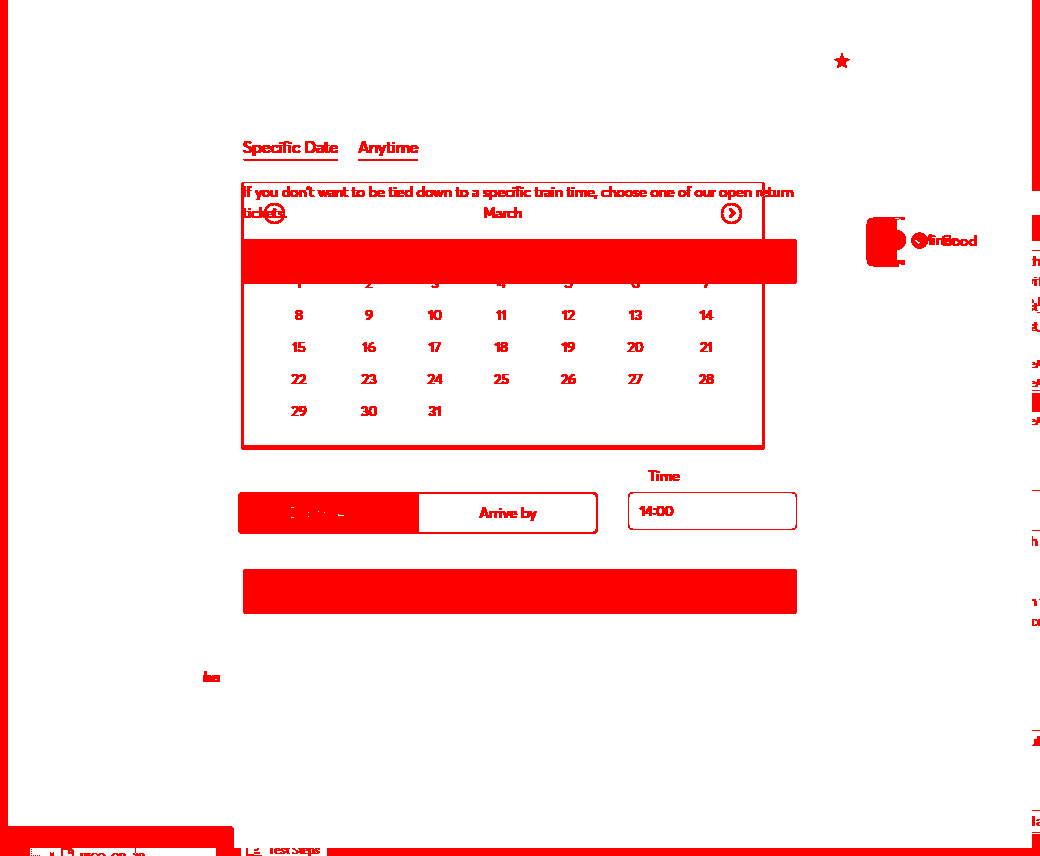 Specific Date Anytime
If you don't want to be tied down to a specific train time, choose one of our open return
tickets.
March
1 2 3 4 5 6 7
8 9 10 11 12 13 14
15 16 17 18 19 20 21
22 23 24 25 26 27 28
29 30 31
Time
Arrive by 14:00
Test Steps